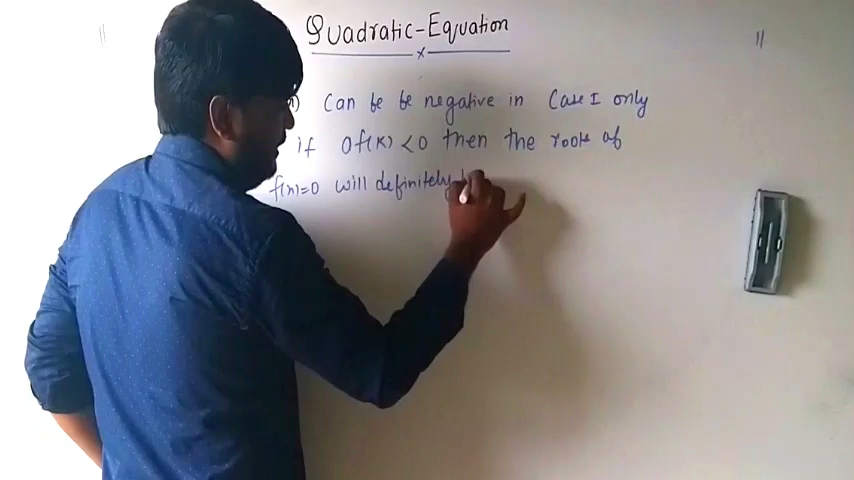 Quadratic-Equation
Can be be negative in Case I only
if af(K) <0 then the roots of
f(x)=0 will definitely